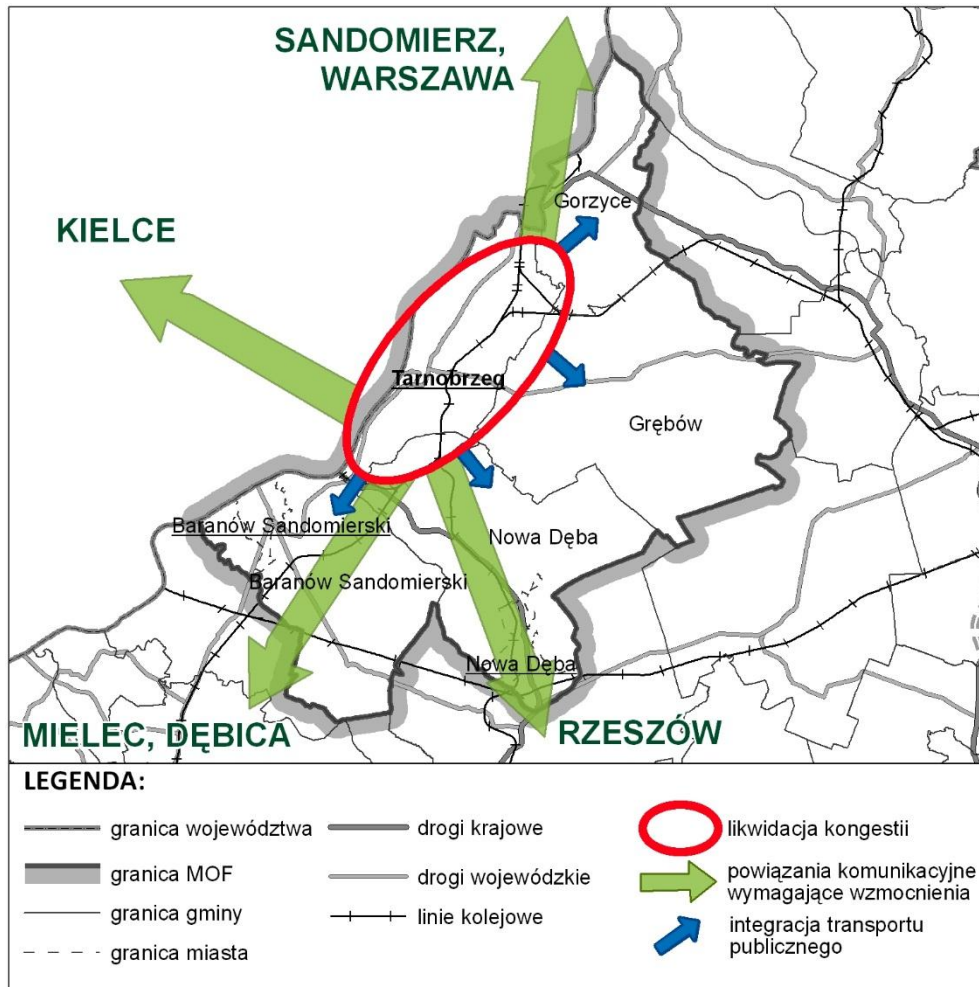 SANDOMIERZ,
WARSZAWA
KIELCE
Gorzyce
Tarnobrzeg
Grębów
Baranów Sandomierski
Nowa Dęba
Baranów Sandomierski
Nowa Dęba
MIELEC, DĘBICA
RZESZÓW
LEGENDA:
granica województwa
granica MOF
granica gminy
granica miasta
drogi krajowe
drogi wojewódzkie
linie kolejowe
likwidacja kongestii
powiązania komunikacyjne
wymagające wzmocnienia
integracja transportu
publicznego